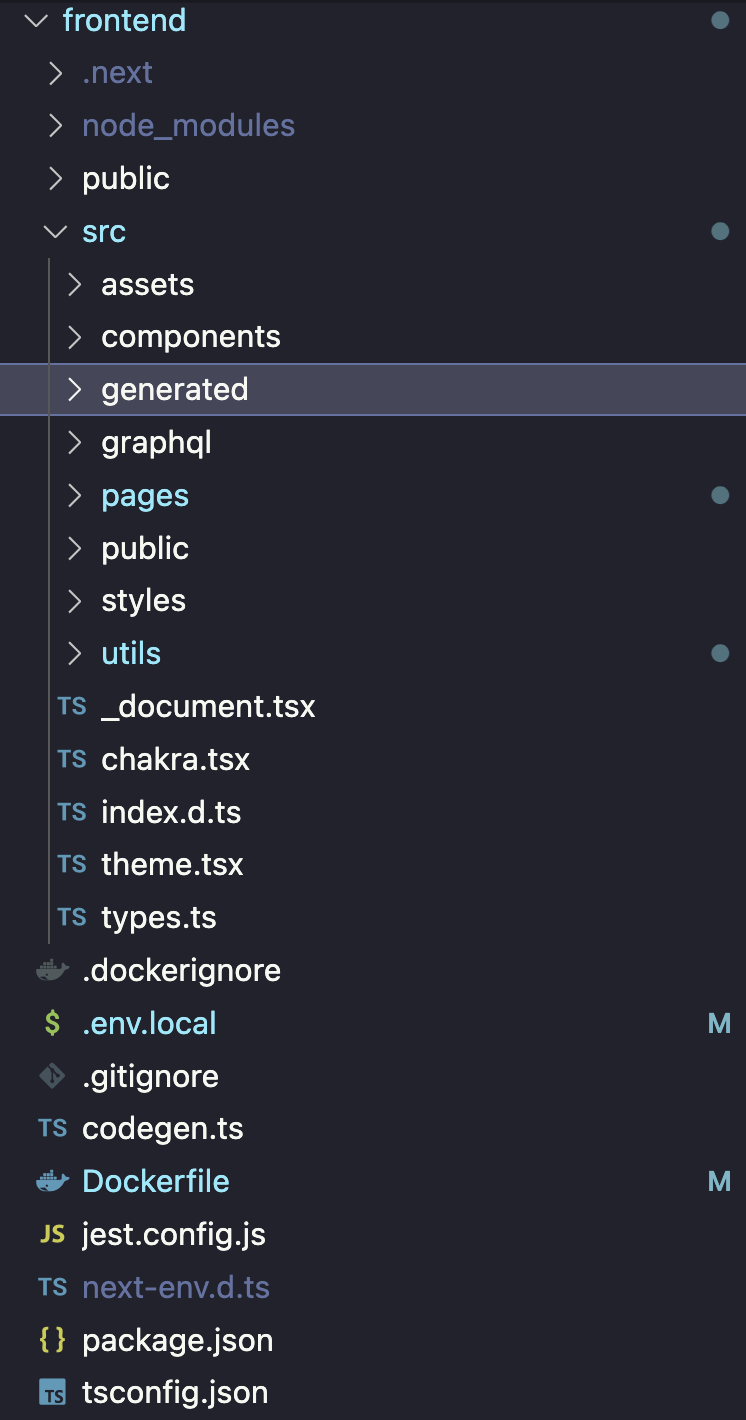 frontend
.next
node_modules
public
src
assets
components
generated
graphql
pages
public
styles
utils
TS _document.tsx
TS chakra.tsx
TS index.d.ts
TS theme.tsx
TS types.ts
.dockerignore
$ .env.local M
.gitignore
TS codegen.ts
Dockerfile M
JS jest.config.js
TS next-env.d.ts
{ } package.json
TS tsconfig.json